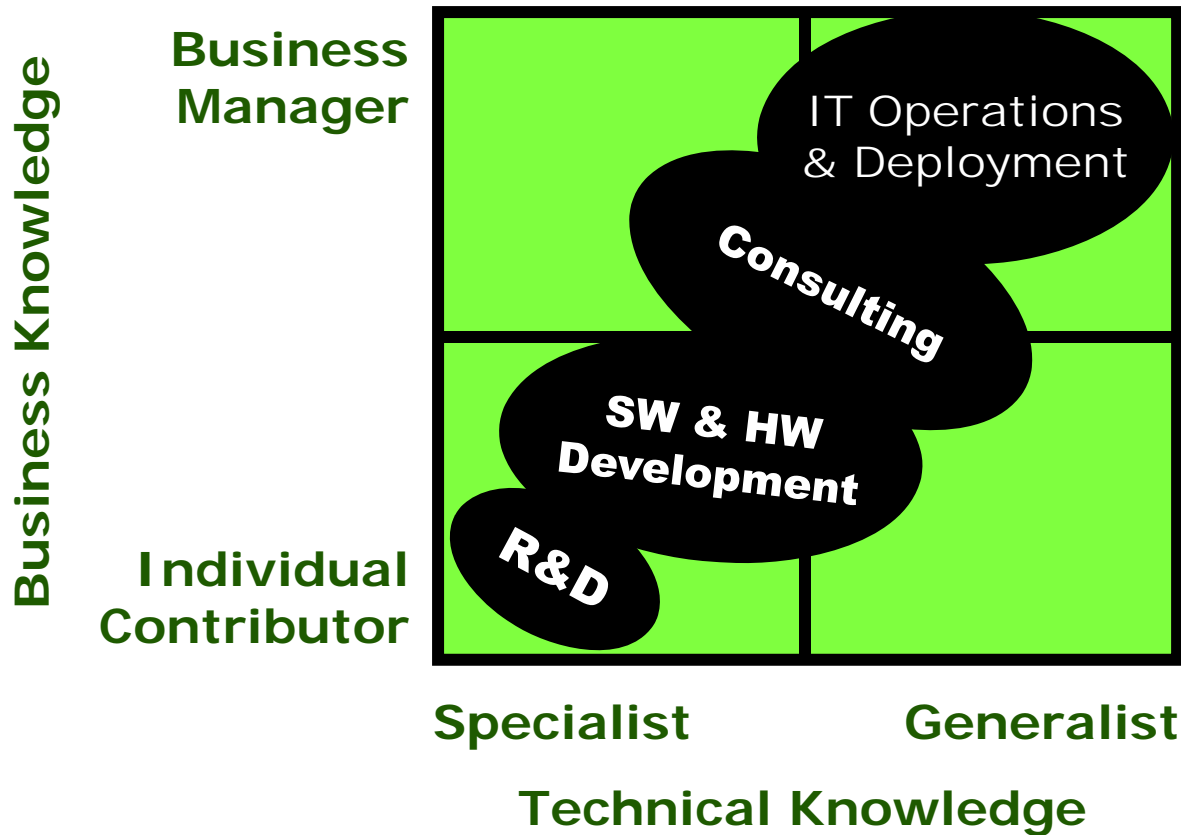 Business Knowledge
Business
Manager
Individual
Contributor
IT Operations
& Deployment
Consulting
SW & HW
Development
R&D
Specialist
Generalist
Technical Knowledge